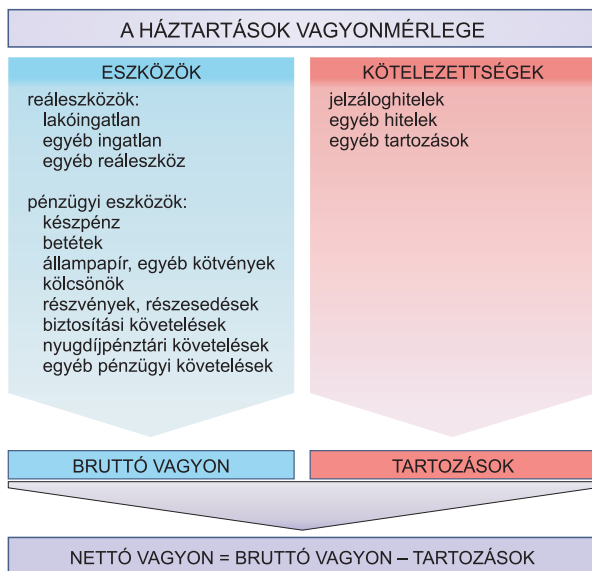 A HÁZTARTÁSOK VAGYONMÉRLEGE
ESZKÖZÖK
reáleszközök:
lakóingatlan
egyéb ingatlan
egyéb reáleszköz
pénzügyi eszközök:
készpénz
betétek
állampapír, egyéb kötvények
kölcsönök
részvények, részesedések
biztosítási követelések
nyugdíjpénztári követelések
egyéb pénzügyi követelések
KÖTELEZETTSÉGEK
jelzáloghitelek
egyéb hitelek
egyéb tartozások
BRUTTÓ VAGYON
TARTOZÁSOK
NETTÓ VAGYON = BRUTTÓ VAGYON – TARTOZÁSOK